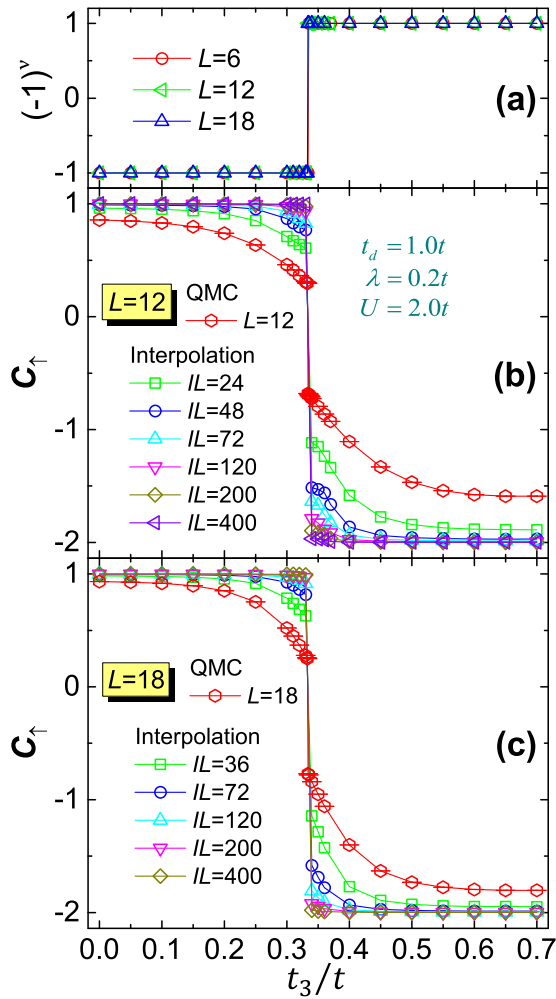 (-1)^ν
1
0
-1
L=6
L=12
L=18
(a)
C↑
1
0
-1
-2
t_d = 1.0t
λ = 0.2t
U = 2.0t
L=12
QMC
L=12
Interpolation
IL=24
IL=48
IL=72
IL=120
IL=200
IL=400
(b)
C↑
1
0
-1
-2
L=18
QMC
L=18
Interpolation
IL=36
IL=72
IL=120
IL=200
IL=400
(c)
0.0 0.1 0.2 0.3 0.4 0.5 0.6 0.7
t₃/t